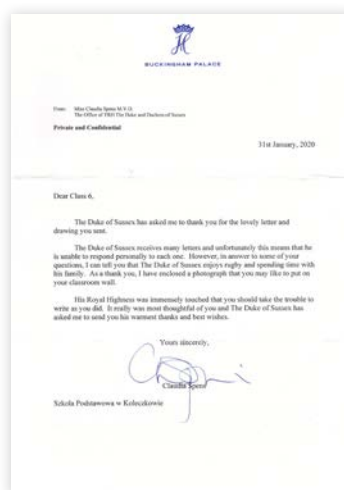 BUCKINGHAM PALACE
From: Miss Claudia Spens M.V.O.
The Office of TRH The Duke and Duchess of Sussex
Private and Confidential
31st January, 2020
Dear Class 6,
The Duke of Sussex has asked me to thank you for the lovely letter and
drawing you sent.
The Duke of Sussex receives many letters and unfortunately this means that he
is unable to respond personally to each one. However, in answer to some of your
questions, I can tell you that The Duke of Sussex enjoys rugby and spending time with
his family. As a thank you, I have enclosed a photograph that you may like to put on
your classroom wall.
His Royal Highness was immensely touched that you should take the trouble to
write as you did. It really was most thoughtful of you and The Duke of Sussex has
asked me to send you his warmest thanks and best wishes.
Yours sincerely,
Claudia Spens
Szkoła Podstawowa w Koleczkowie